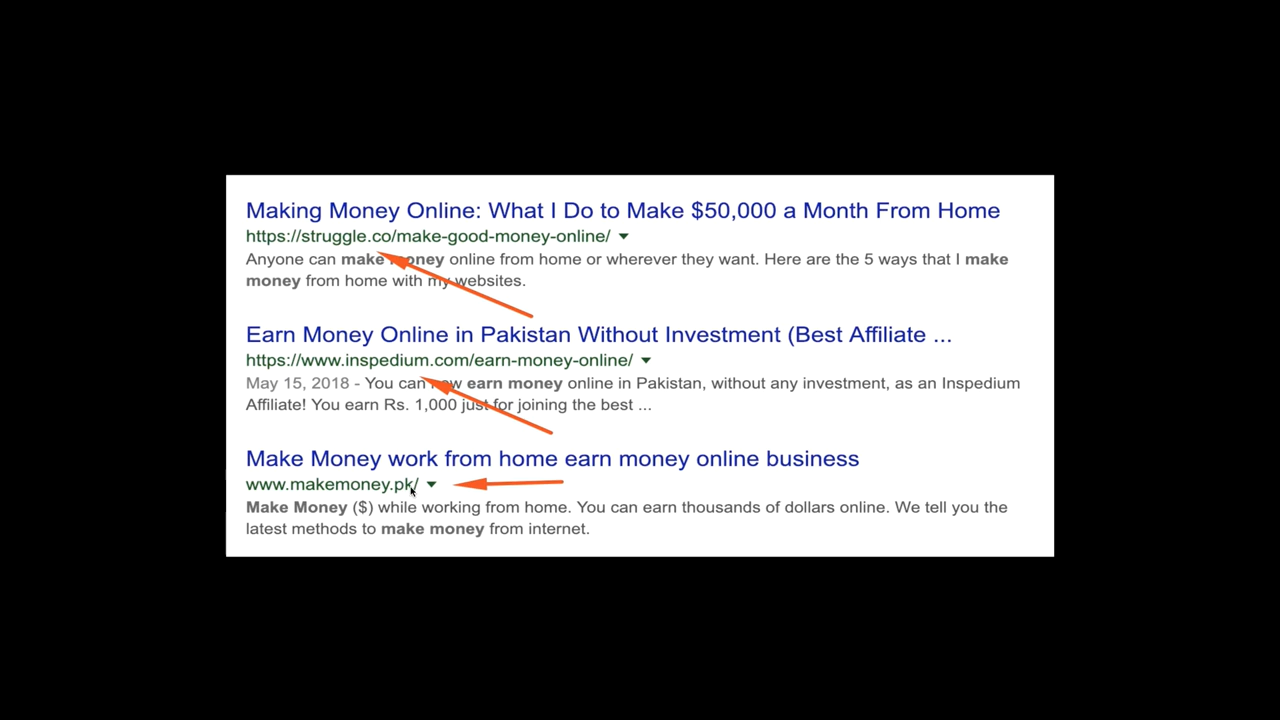 Making Money Online: What I Do to Make $50,000 a Month From Home
https://struggle.co/make-good-money-online/
Anyone can make money online from home or wherever they want. Here are the 5 ways that I make
money from home with my websites.
Earn Money Online in Pakistan Without Investment (Best Affiliate ...
https://www.inspedium.com/earn-money-online/
May 15, 2018 - You can now earn money online in Pakistan, without any investment, as an Inspedium
Affiliate! You earn Rs. 1,000 just for joining the best ...
Make Money work from home earn money online business
www.makemoney.pk/
Make Money ($) while working from home. You can earn thousands of dollars online. We tell you the
latest methods to make money from internet.